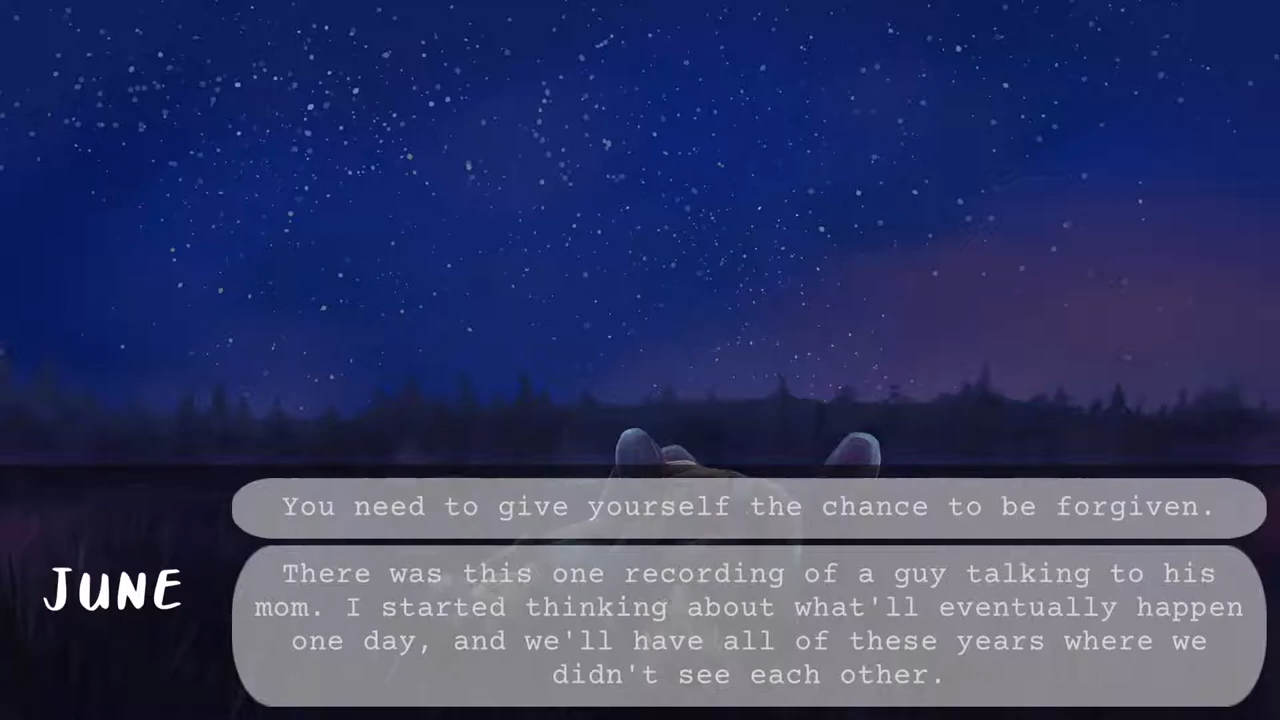 You need to give yourself the chance to be forgiven.
JUNE
There was this one recording of a guy talking to his
mom. I started thinking about what'll eventually happen
one day, and we'll have all of these years where we
didn't see each other.